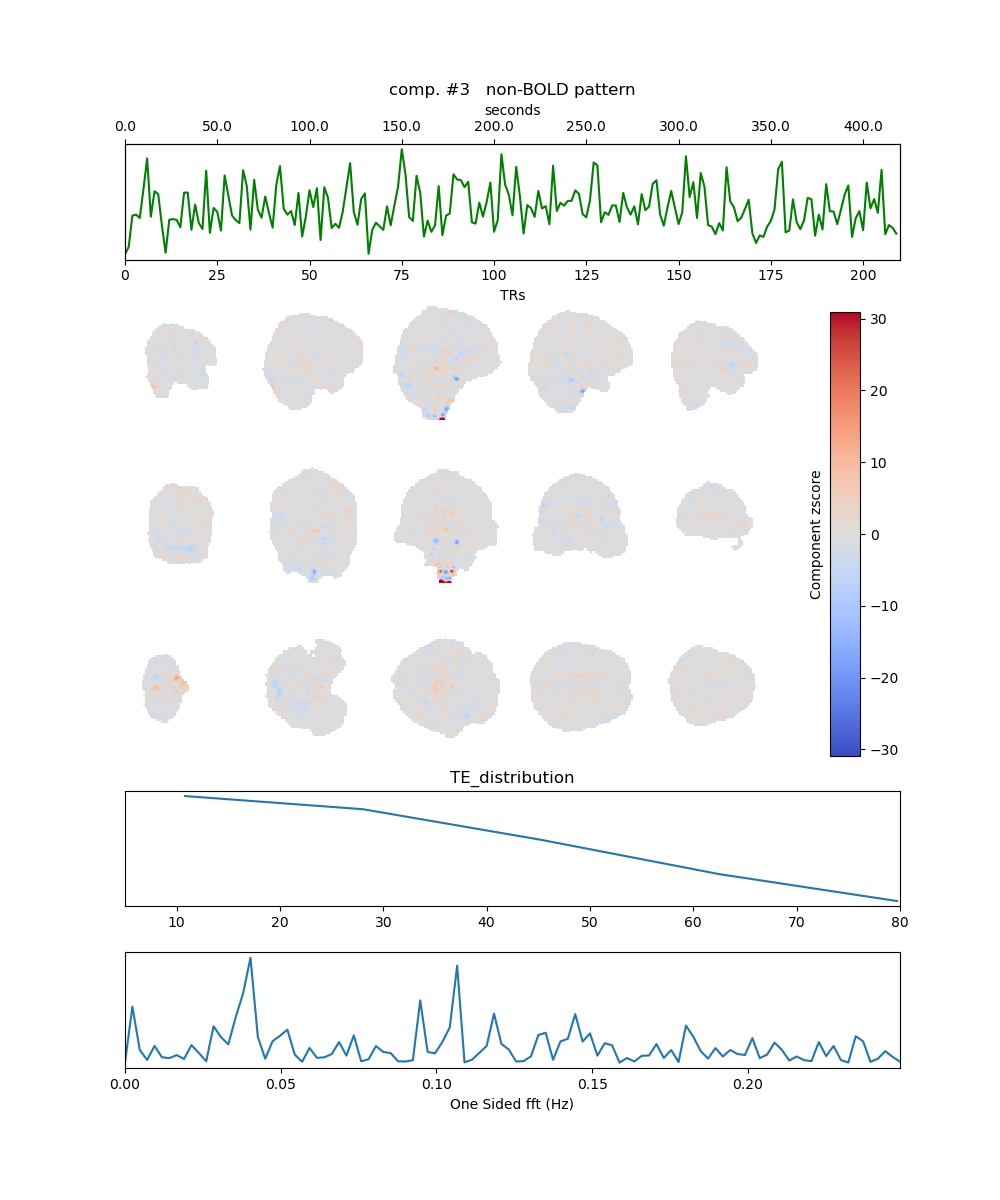 comp. #3   non-BOLD pattern
seconds
0.0 50.0 100.0 150.0 200.0 250.0 300.0 350.0 400.0
0 25 50 75 100 125 150 175 200
TRs
30
20
10
0
−10
−20
−30
Component zscore
TE_distribution
10 20 30 40 50 60 70 80
0.00 0.05 0.10 0.15 0.20
One Sided fft (Hz)